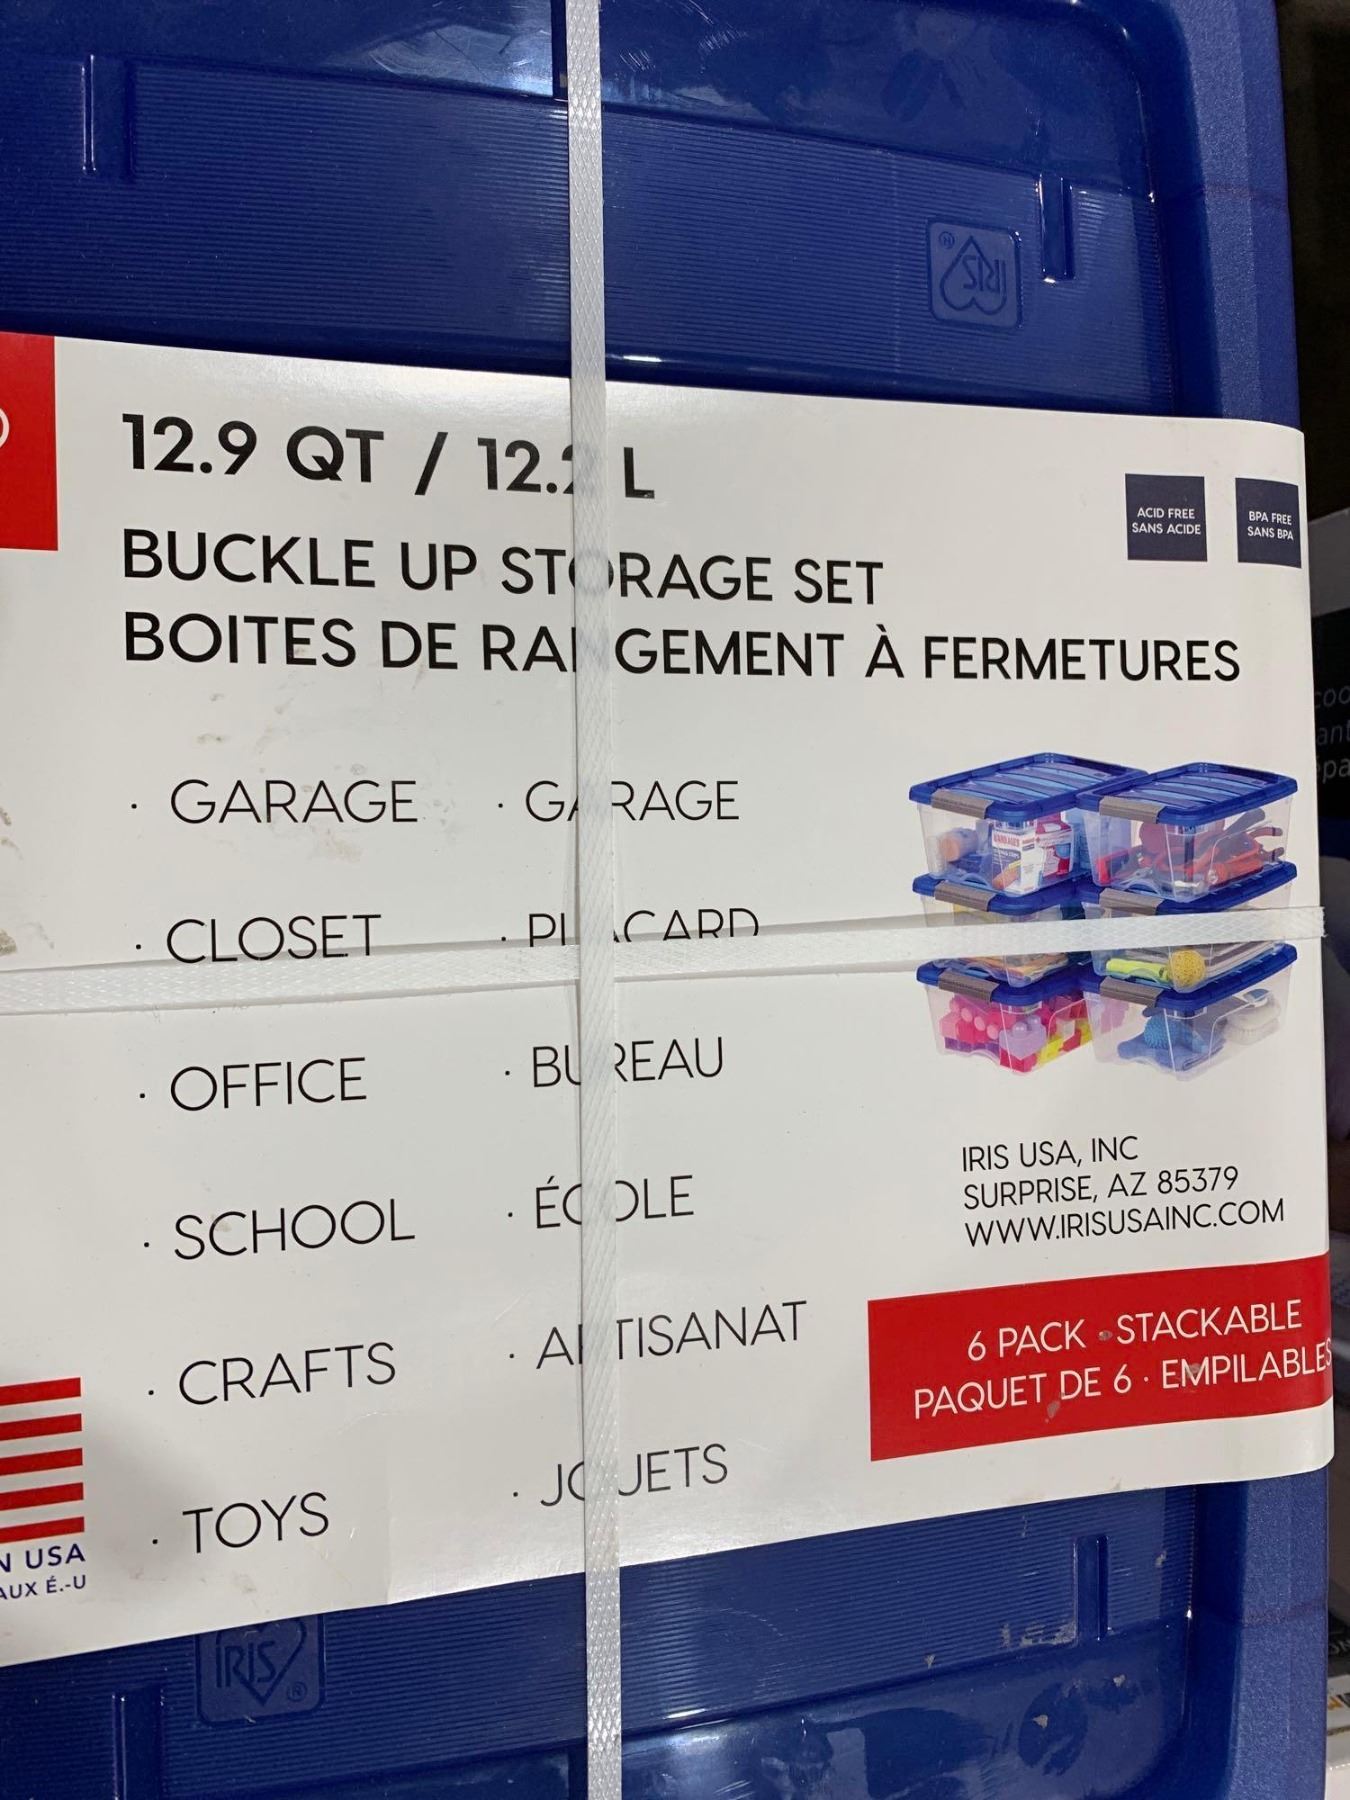 12.9 QT / 12.2 L
BUCKLE UP STORAGE SET
BOITES DE RANGEMENT À FERMETURES
ACID FREE
SANS ACIDE
BPA FREE
SANS BPA
· GARAGE · GARAGE
· CLOSET · PLACARD
· OFFICE · BUREAU
· SCHOOL · ÉCOLE
· CRAFTS · ARTISANAT
· TOYS · JOUETS
IRIS USA, INC
SURPRISE, AZ 85379
WWW.IRISUSAINC.COM
6 PACK · STACKABLE
PAQUET DE 6 · EMPILABLES
N USA
AUX É.-U
IRIS®
IRIS®